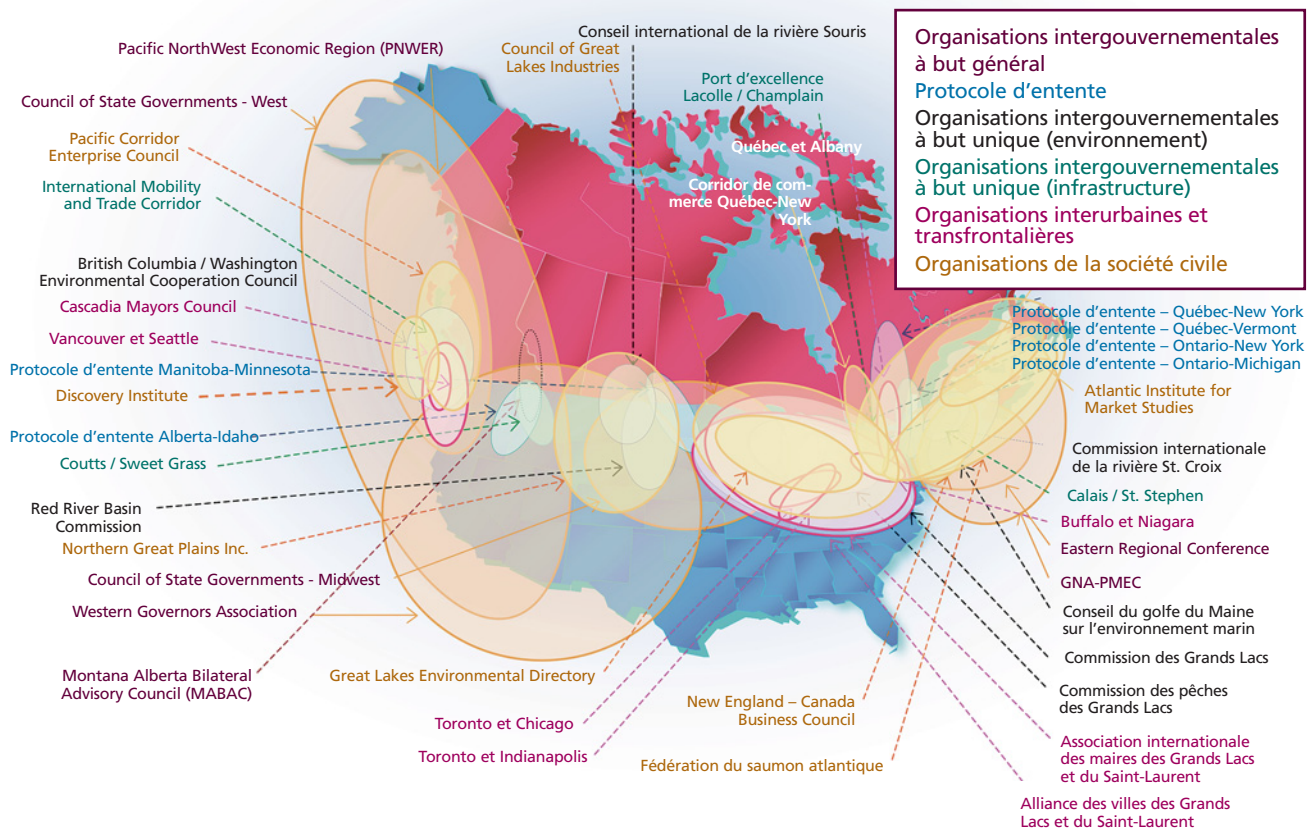 Conseil international de la rivière Souris
Pacific NorthWest Economic Region (PNWER)
Council of Great
Lakes Industries
Port d'excellence
Lacolle / Champlain
Council of State Governments - West
Pacific Corridor
Enterprise Council
International Mobility
and Trade Corridor
British Columbia / Washington
Environmental Cooperation Council
Cascadia Mayors Council
Vancouver et Seattle
Protocole d'entente Manitoba-Minnesota
Discovery Institute
Protocole d'entente Alberta-Idaho
Coutts / Sweet Grass
Red River Basin
Commission
Northern Great Plains Inc.
Council of State Governments - Midwest
Western Governors Association
Montana Alberta Bilateral
Advisory Council (MABAC)
Québec et Albany
Corridor de com-
merce Québec-New
York
Organisations intergouvernementales
à but général
Protocole d'entente
Organisations intergouvernementales
à but unique (environnement)
Organisations intergouvernementales
à but unique (infrastructure)
Organisations interurbaines et
transfrontalières
Organisations de la société civile
Protocole d'entente – Québec-New York
Protocole d'entente – Québec-Vermont
Protocole d'entente – Ontario-New York
Protocole d'entente – Ontario-Michigan
Atlantic Institute for
Market Studies
Commission internationale
de la rivière St. Croix
Calais / St. Stephen
Buffalo et Niagara
Eastern Regional Conference
GNA-PMEC
Conseil du golfe du Maine
sur l'environnement marin
Commission des Grands Lacs
Commission des pêches
des Grands Lacs
Association internationale
des maires des Grands Lacs
et du Saint-Laurent
Alliance des villes des Grands
Lacs et du Saint-Laurent
Great Lakes Environmental Directory
Toronto et Chicago
Toronto et Indianapolis
New England – Canada
Business Council
Fédération du saumon atlantique